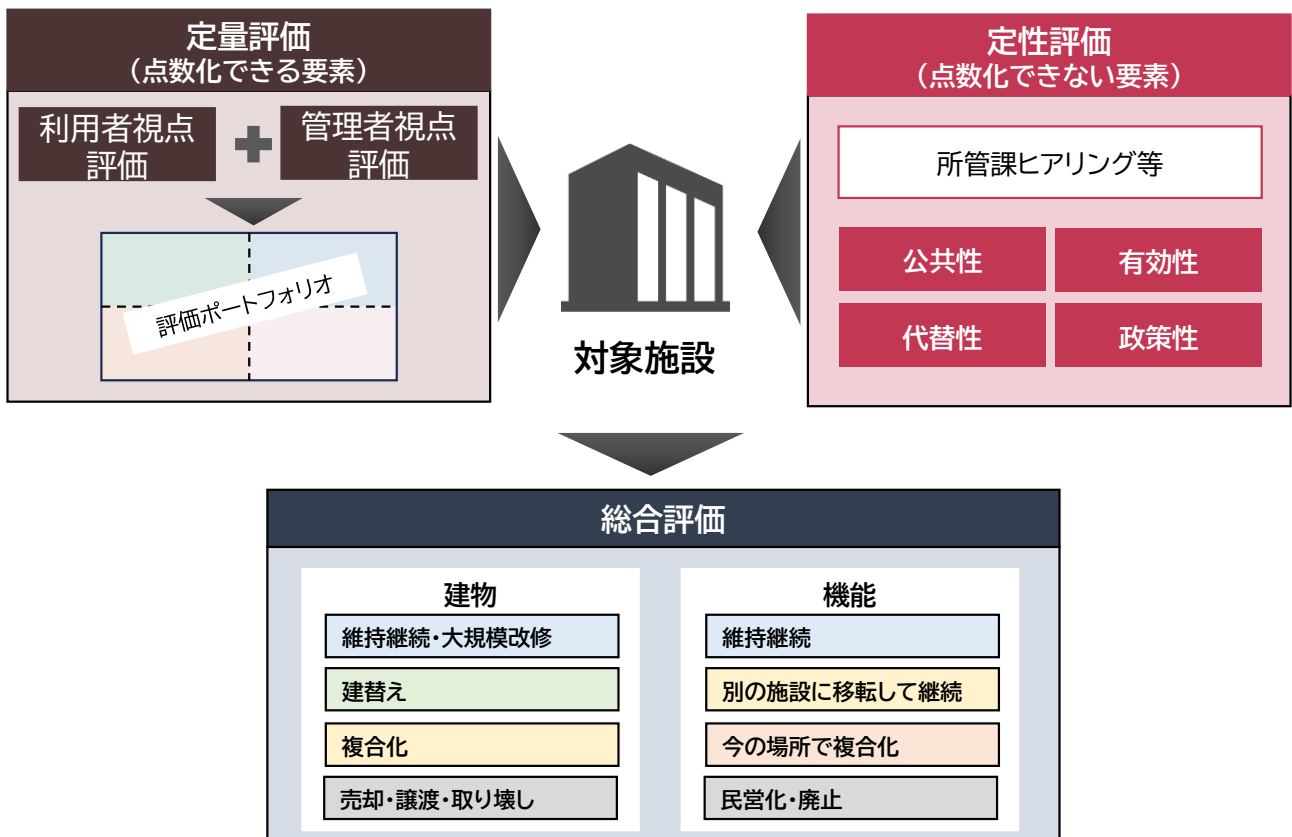 定量評価
（点数化できる要素）
利用者視点
評価
管理者視点
評価
評価ポートフォリオ
対象施設
定性評価
（点数化できない要素）
所管課ヒアリング等
公共性
有効性
代替性
政策性
総合評価
建物
維持継続・大規模改修
建替え
複合化
売却・譲渡・取り壊し
機能
維持継続
別の施設に移転して継続
今の場所で複合化
民営化・廃止